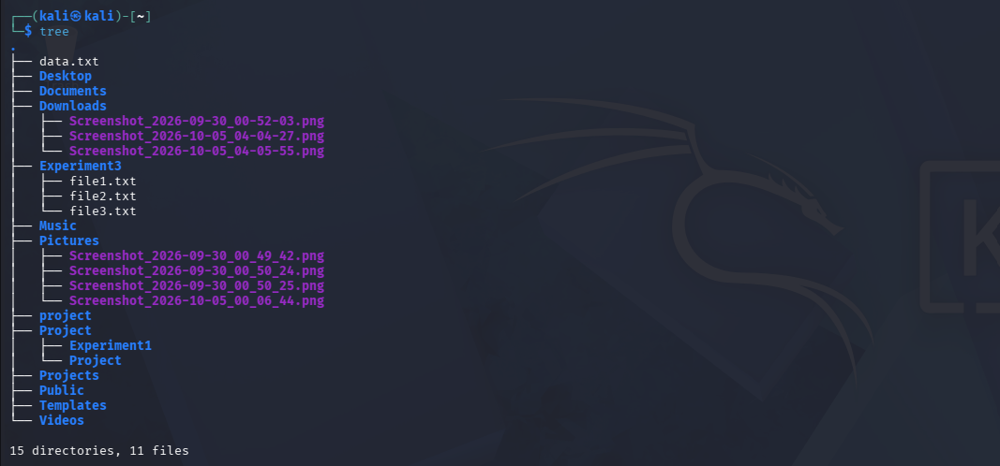 ┌──(kali㉿kali)-[~]
└─$ tree
.
├── data.txt
├── Desktop
├── Documents
├── Downloads
│   ├── Screenshot_2026-09-30_00-52-03.png
│   ├── Screenshot_2026-10-05_04-04-27.png
│   └── Screenshot_2026-10-05_04-05-55.png
├── Experiment3
│   ├── file1.txt
│   ├── file2.txt
│   └── file3.txt
├── Music
├── Pictures
│   ├── Screenshot_2026-09-30_00_49_42.png
│   ├── Screenshot_2026-09-30_00_50_24.png
│   ├── Screenshot_2026-09-30_00_50_25.png
│   └── Screenshot_2026-10-05_00_06_44.png
├── project
├── Project
│   ├── Experiment1
│   └── Project
├── Projects
├── Public
├── Templates
└── Videos
15 directories, 11 files
K